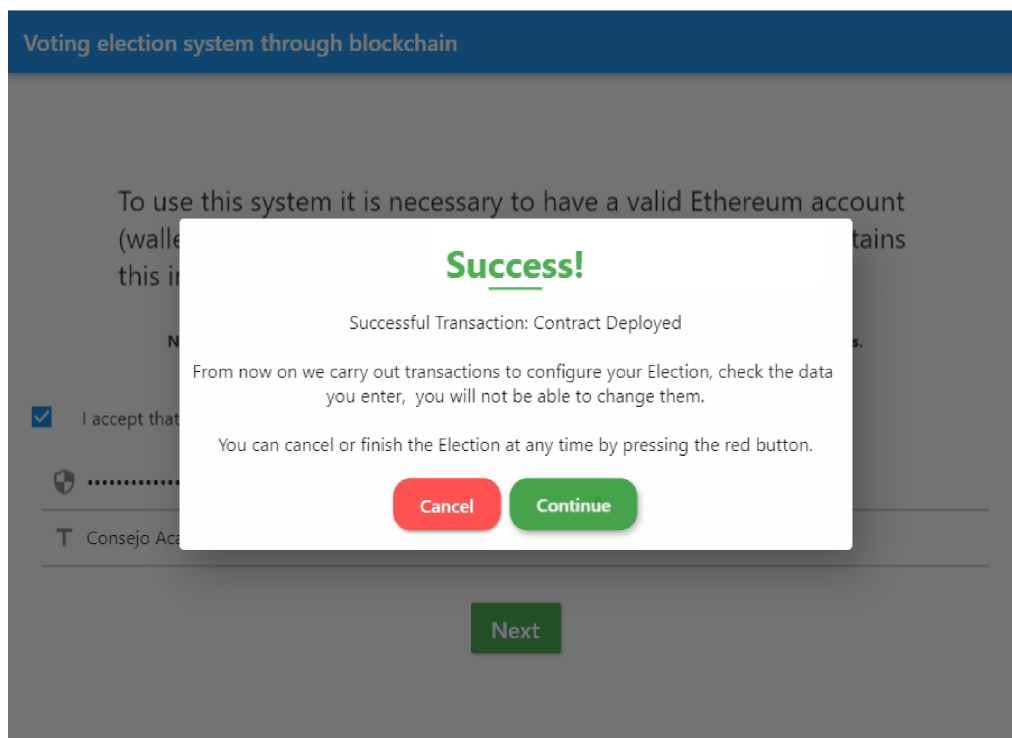 Voting election system through blockchain
To use this system it is necessary to have a valid Ethereum account
tains
this
Success!
Successful Transaction: Contract Deployed
From now on we carry out transactions to configure your Election, check the data
you enter, you will not be able to change them.
I accept that
You can cancel or finish the Election at any time by pressing the red button.
Cancel Continue
T Consejo
Next